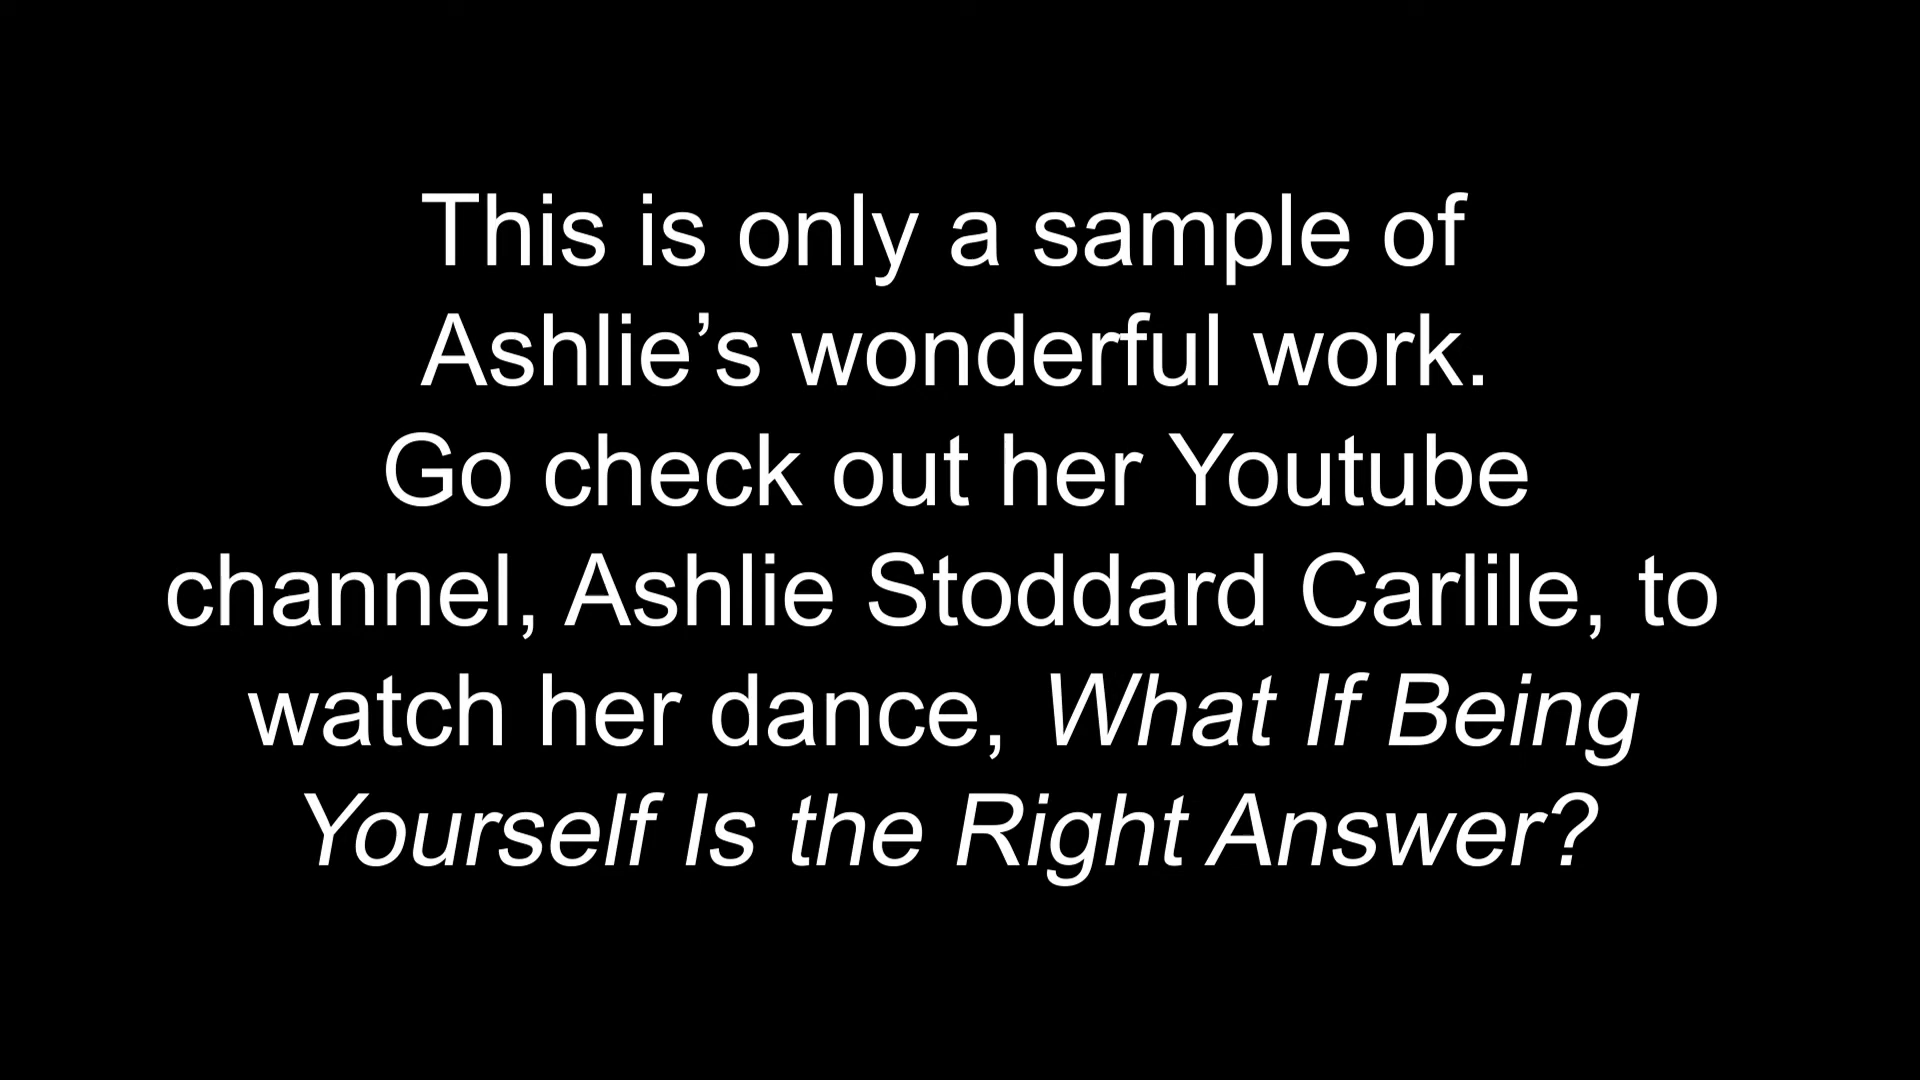 This is only a sample of
Ashlie’s wonderful work.
Go check out her Youtube
channel, Ashlie Stoddard Carlile, to
watch her dance, What If Being
Yourself Is the Right Answer?